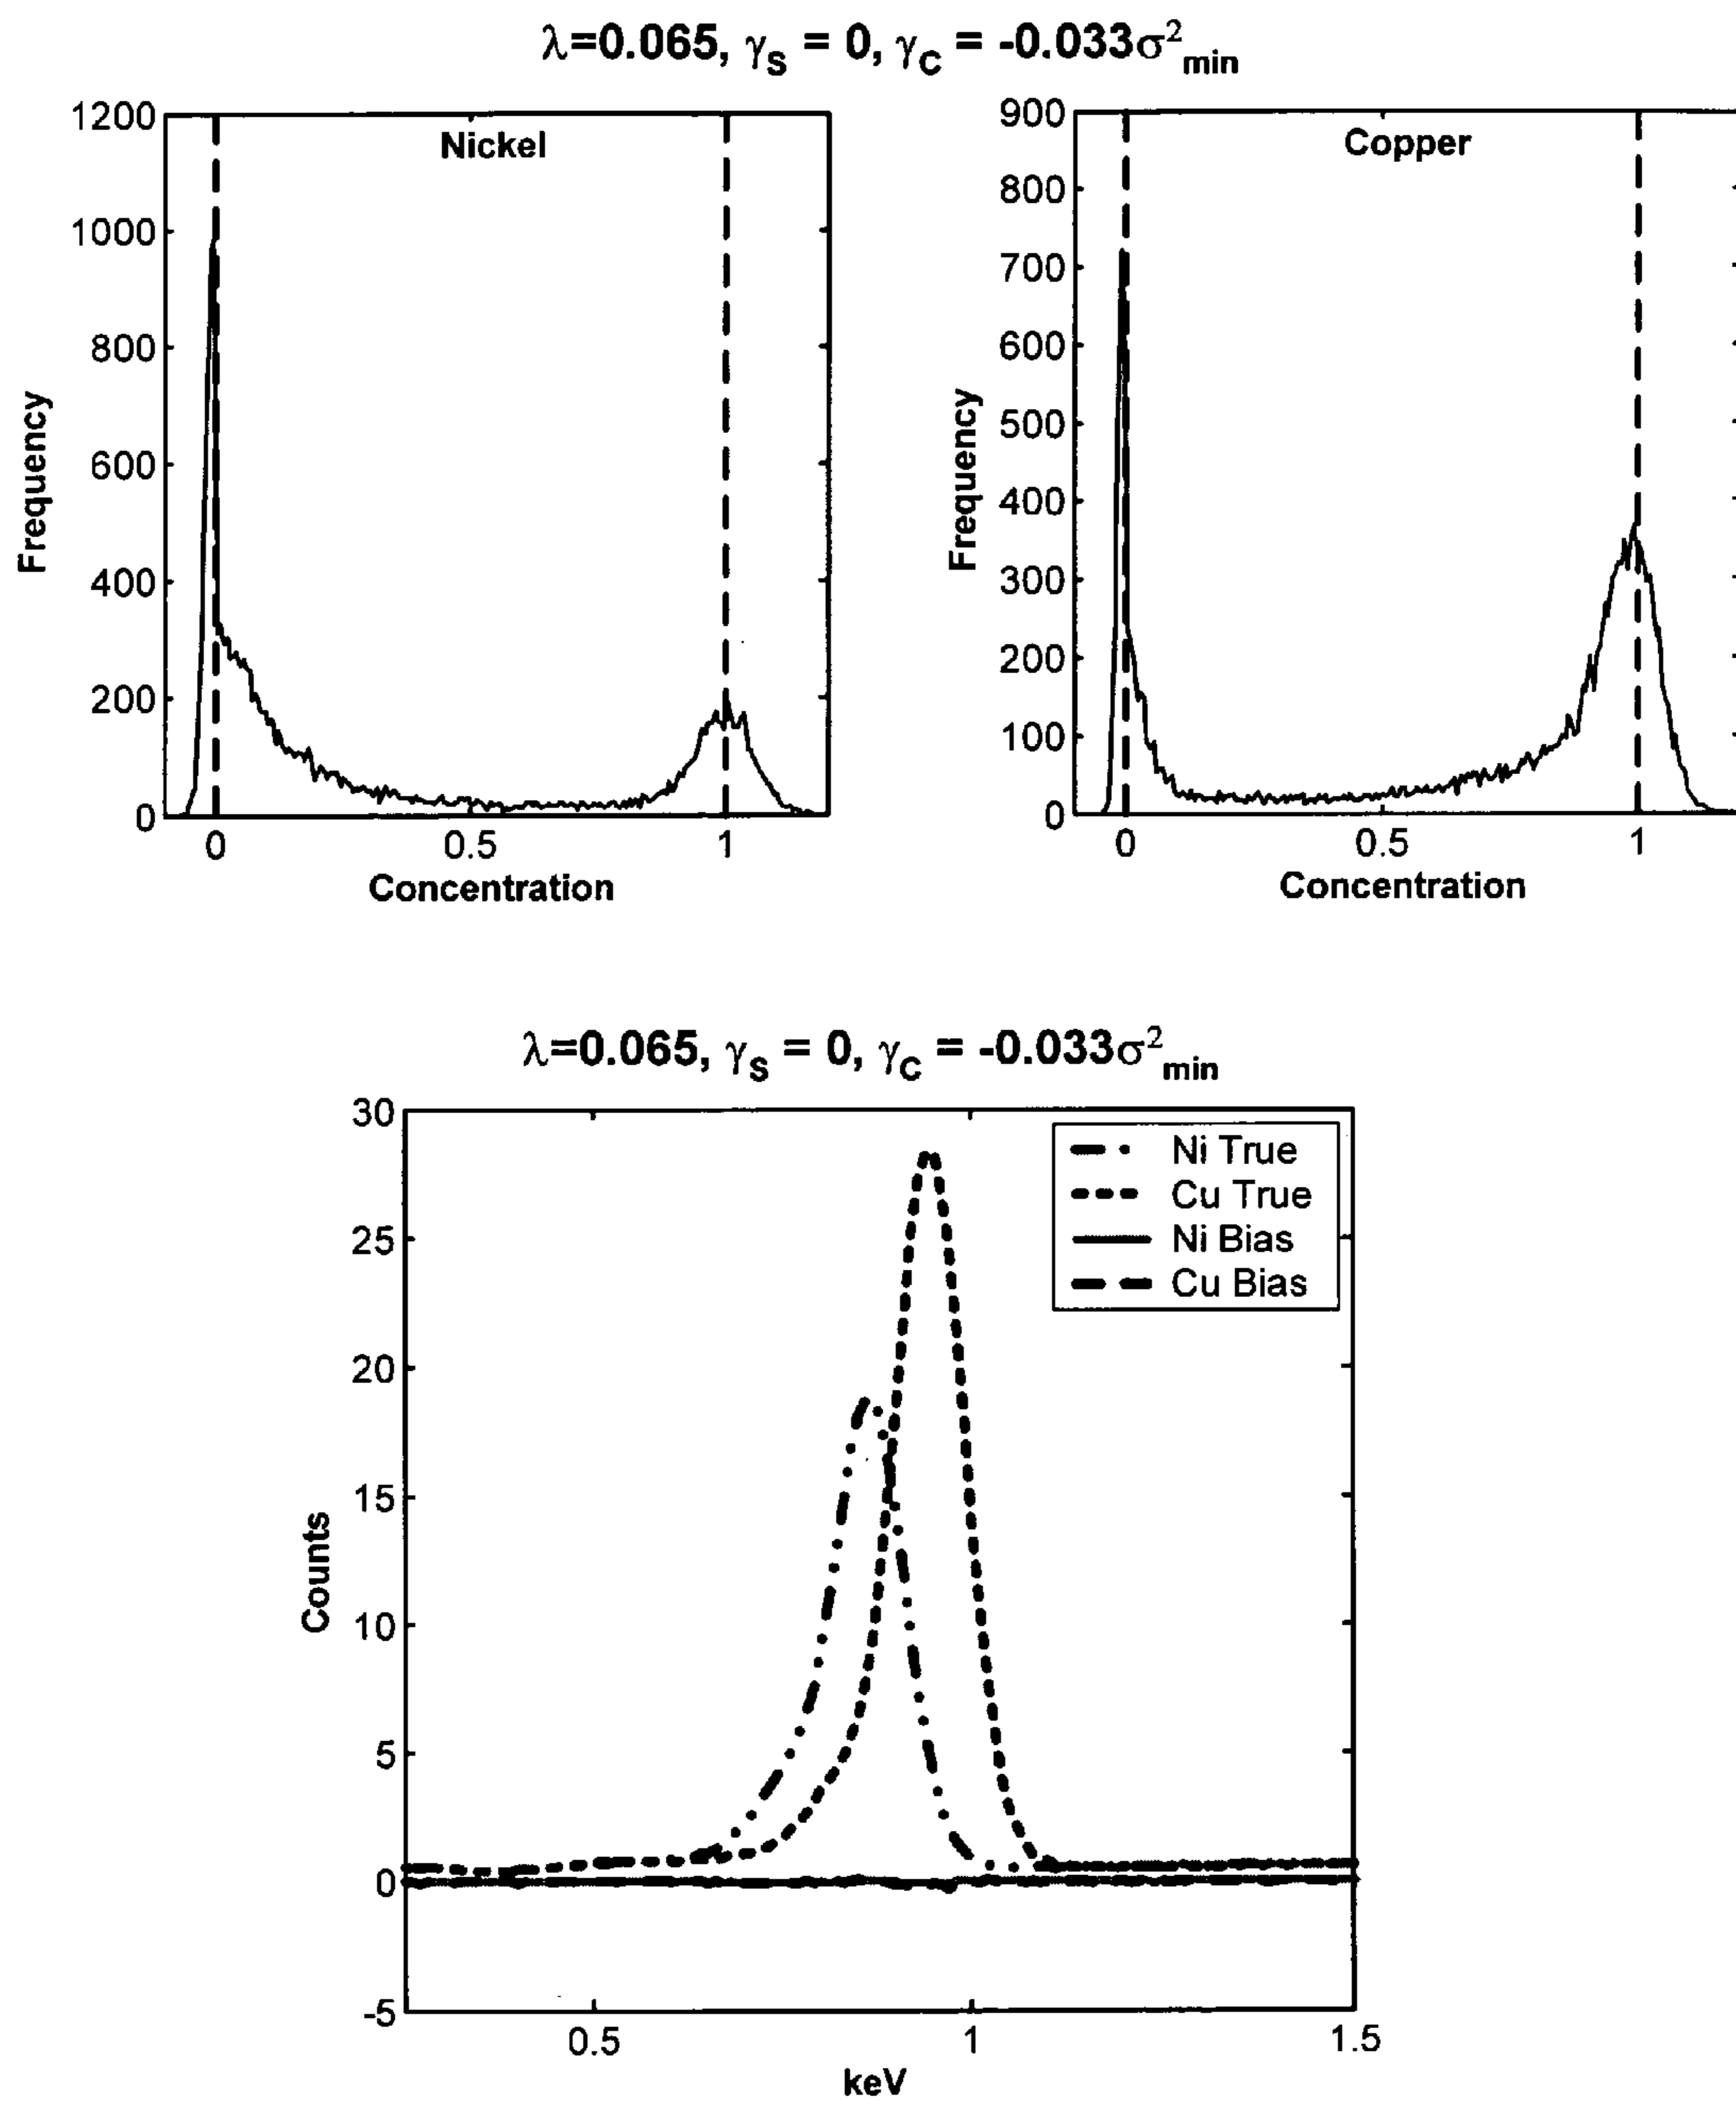 λ=0.065, γS = 0, γC = -0.033σ²min
Nickel
1200
1000
800
600
400
200
0
Frequency
0 0.5 1
Concentration
Copper
900
800
700
600
500
400
300
200
100
0
Frequency
0 0.5 1
Concentration
λ=0.065, γS = 0, γC = -0.033σ²min
30
25
20
15
10
5
0
-5
Counts
0.5 1 1.5
keV
Ni True
Cu True
Ni Bias
Cu Bias